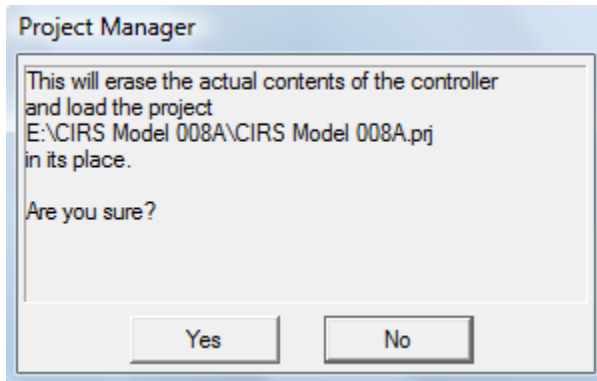 Project Manager
This will erase the actual contents of the controller
and load the project
E:\CIRS Model 008A\CIRS Model 008A.prj
in its place.
Are you sure?
Yes
No